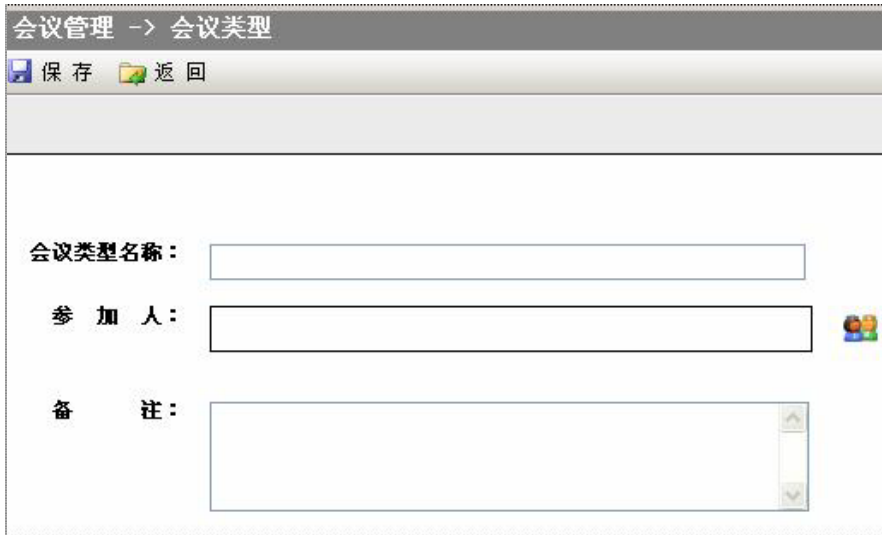 会议管理 -> 会议类型
保 存 返 回
会议类型名称：
参 加 人：
备 注：